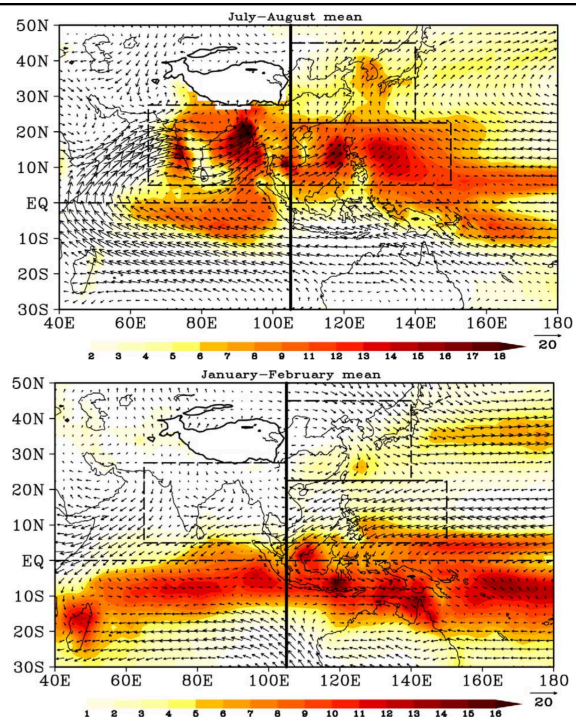 July−August mean
50N
40N
30N
20N
10N
EQ
10S
20S
30S
40E 60E 80E 100E 120E 140E 160E 180
2 3 4 5 6 7 8 9 11 12 13 14 15 16 17 18
20
January−February mean
50N
40N
30N
20N
10N
EQ
10S
20S
30S
40E 60E 80E 100E 120E 140E 160E 180
1 2 3 4 5 6 7 8 9 10 11 12 13 14 15 16
20